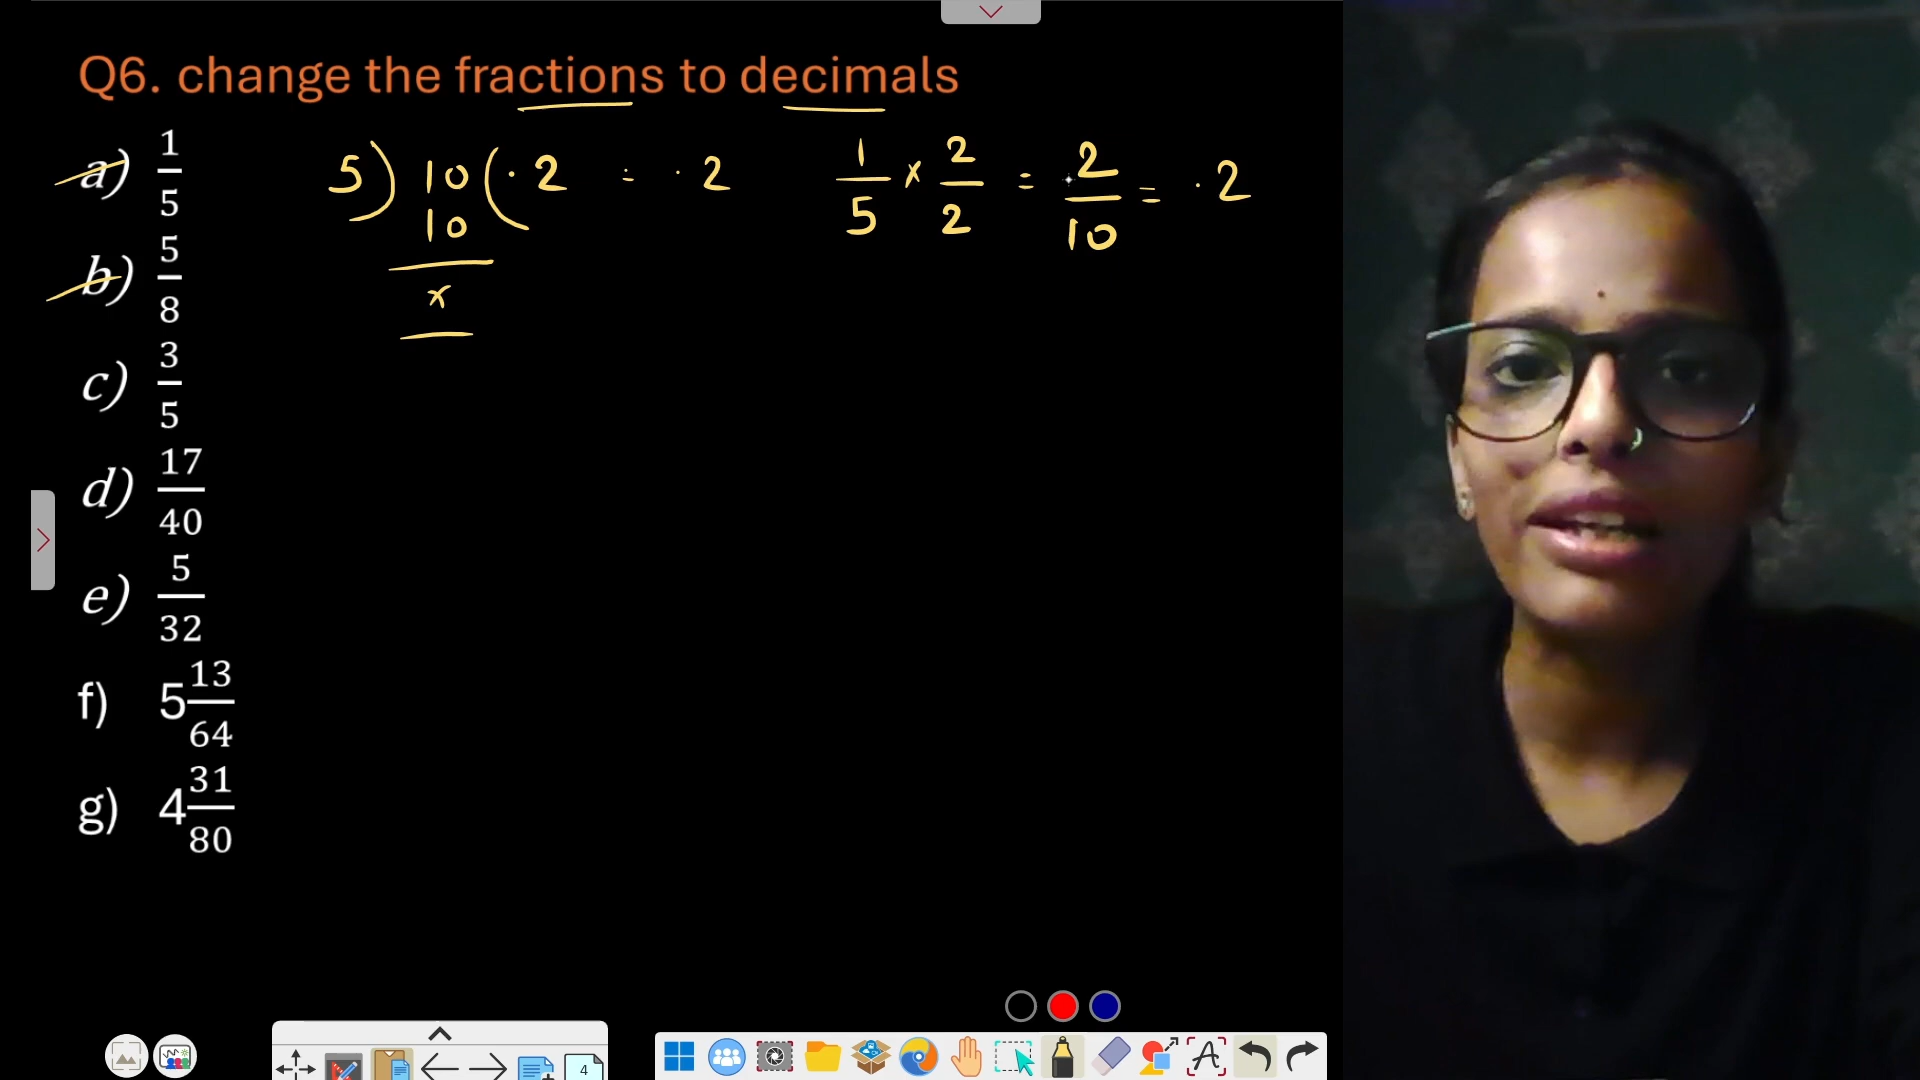 Q6. change the fractions to decimals
a) 1/5
5) 10 (.2 = .2
10
x
1/5 x 2/2 = 2/10 = .2
b) 5/8
c) 3/5
d) 17/40
e) 5/32
f) 5 13/64
g) 4 31/80
4